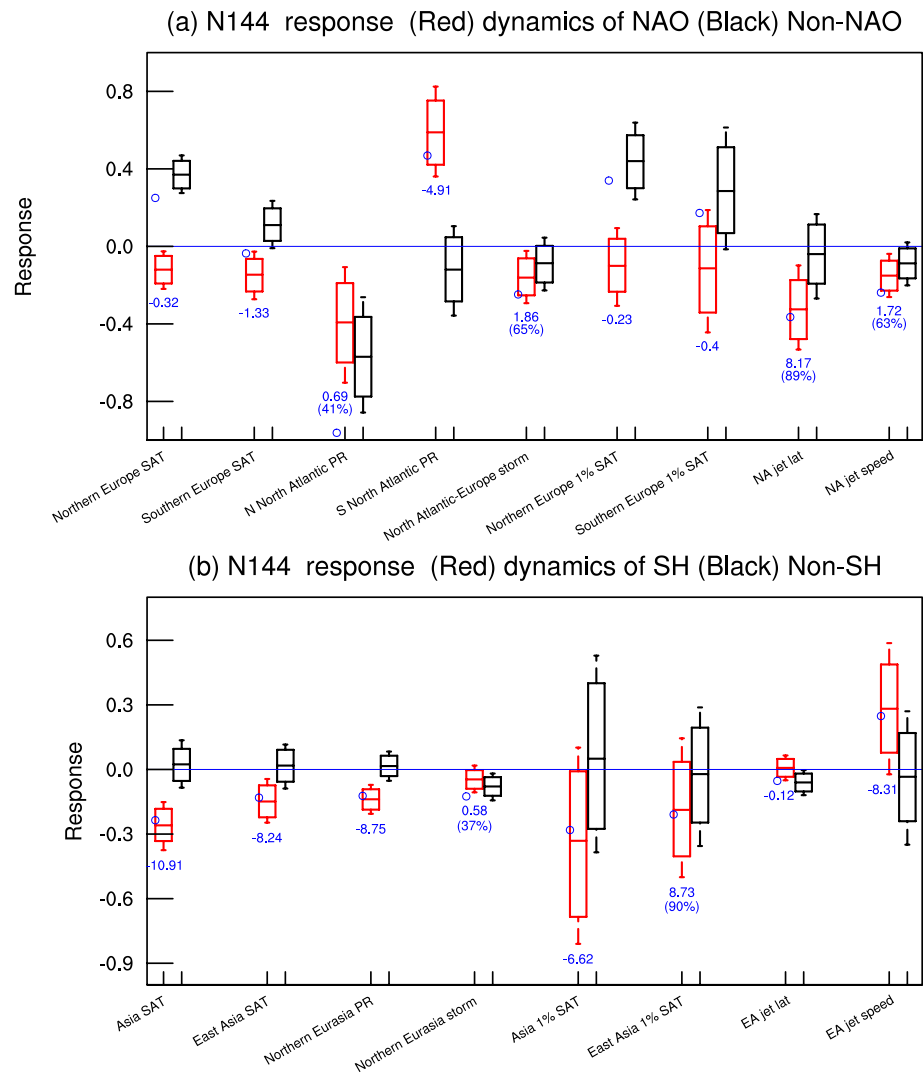 (a) N144 response (Red) dynamics of NAO (Black) Non-NAO
Response
0.8
0.4
0.0
-0.4
-0.8
-0.32
-1.33
0.69
(41%)
-4.91
1.86
(65%)
-0.23
-0.4
8.17
(89%)
1.72
(63%)
Northern Europe SAT
Southern Europe SAT
N North Atlantic PR
S North Atlantic PR
North Atlantic-Europe storm
Northern Europe 1% SAT
Southern Europe 1% SAT
NA jet lat
NA jet speed
(b) N144 response (Red) dynamics of SH (Black) Non-SH
Response
0.6
0.3
0.0
-0.3
-0.6
-0.9
-10.91
-8.24
-8.75
0.58
(37%)
-6.62
8.73
(90%)
-0.12
-8.31
Asia SAT
East Asia SAT
Northern Eurasia PR
Northern Eurasia storm
Asia 1% SAT
East Asia 1% SAT
EA jet lat
EA jet speed